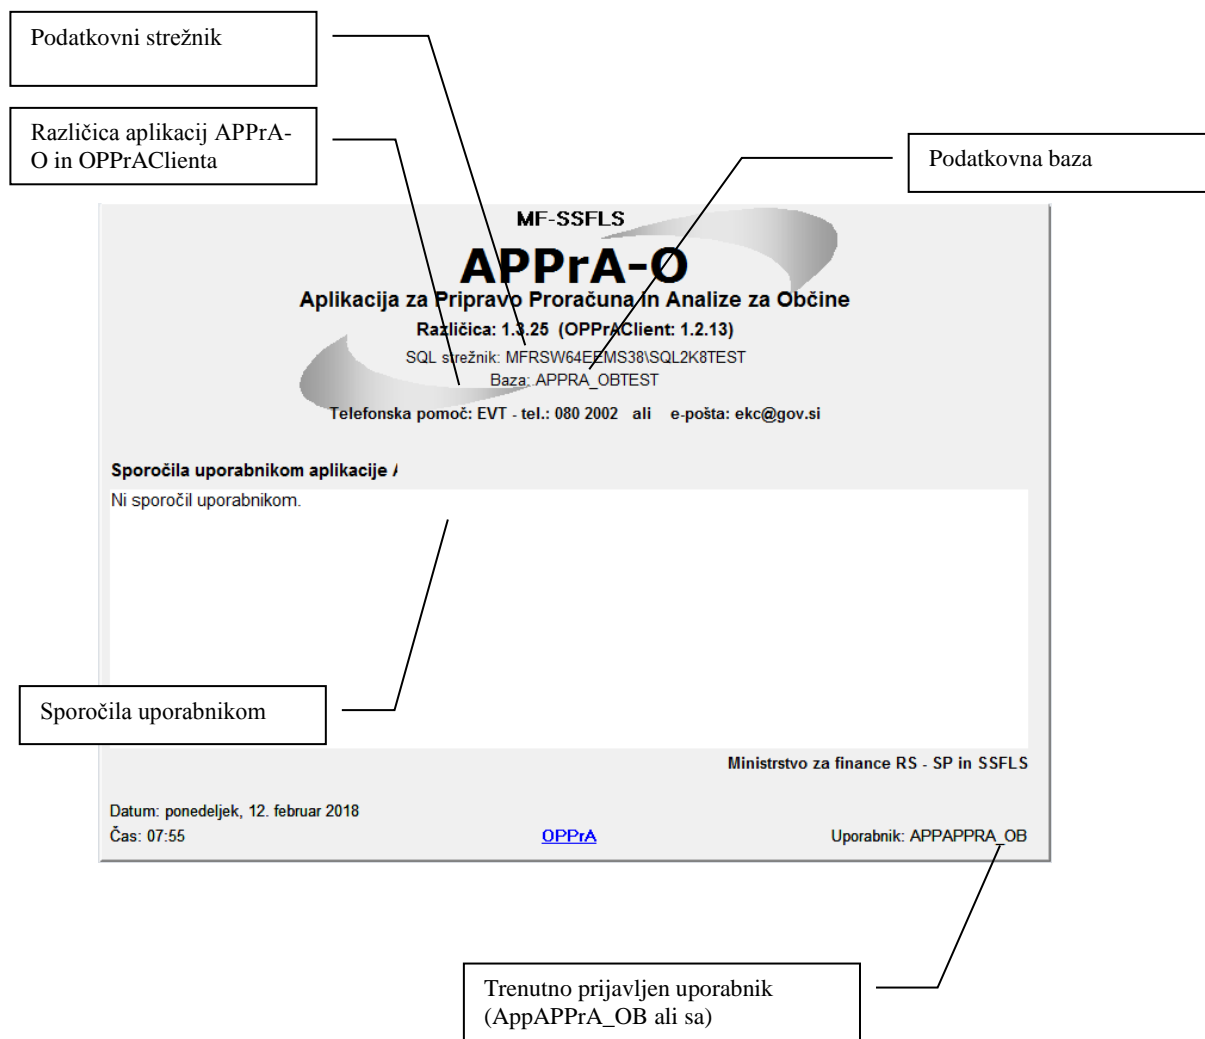 Podatkovni strežnik
Različica aplikacij APPrA-
O in OPPrAClienta
Podatkovna baza
MF-SSFLS
APPrA-O
Aplikacija za Pripravo Proračuna in Analize za Občine
Različica: 1.3.25 (OPPrAClient: 1.2.13)
SQL strežnik: MFRSW64EEMS38\SQL2K8TEST
Baza: APPRA_OBTEST
Telefonska pomoč: EVT - tel.: 080 2002 ali e-pošta: ekc@gov.si
Sporočila uporabnikom aplikacije
Ni sporočil uporabnikom.
Sporočila uporabnikom
Ministrstvo za finance RS - SP in SSFLS
Datum: ponedeljek, 12. februar 2018
Čas: 07:55
OPPrA
Uporabnik: APPAPPRA_OB
Trenutno prijavljen uporabnik
(AppAPPrA_OB ali sa)